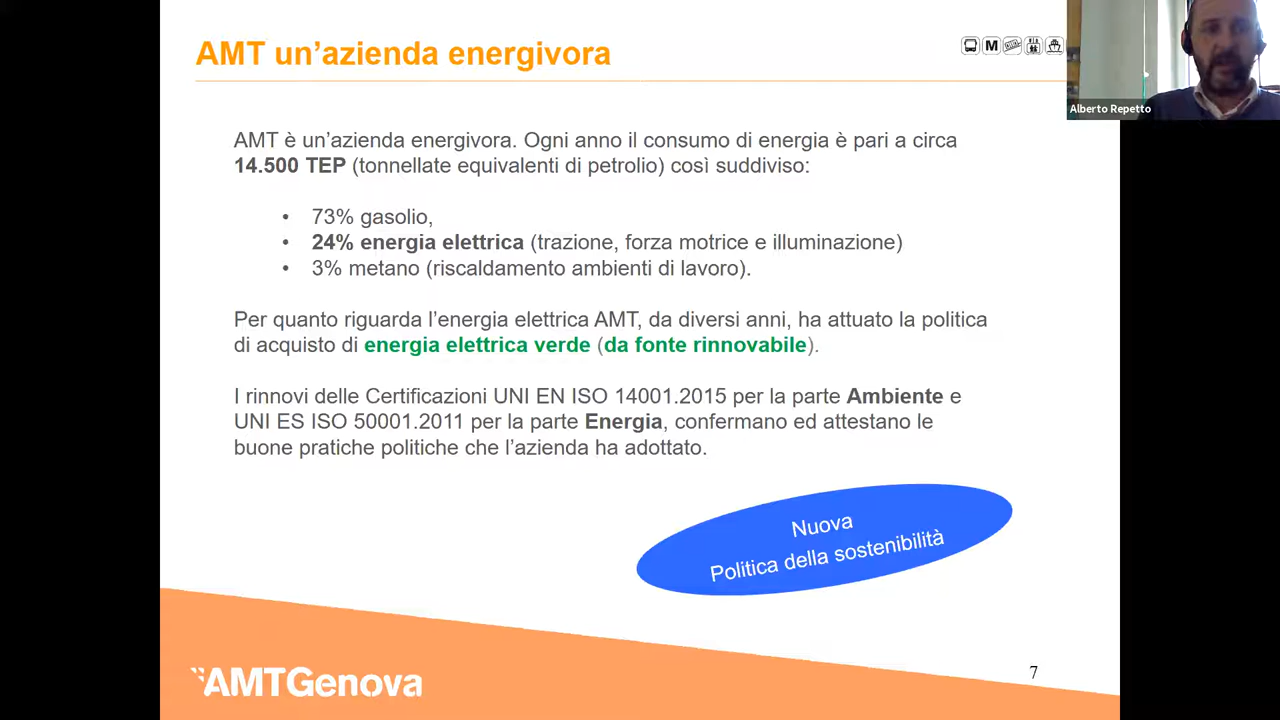 AMT un’azienda energivora
M
Alberto Repetto
AMT è un’azienda energivora. Ogni anno il consumo di energia è pari a circa
14.500 TEP (tonnellate equivalenti di petrolio) così suddiviso:
• 73% gasolio,
• 24% energia elettrica (trazione, forza motrice e illuminazione)
• 3% metano (riscaldamento ambienti di lavoro).
Per quanto riguarda l’energia elettrica AMT, da diversi anni, ha attuato la politica
di acquisto di energia elettrica verde (da fonte rinnovabile).
I rinnovi delle Certificazioni UNI EN ISO 14001.2015 per la parte Ambiente e
UNI ES ISO 50001.2011 per la parte Energia, confermano ed attestano le
buone pratiche politiche che l’azienda ha adottato.
Nuova
Politica della sostenibilità
AMTGenova
7